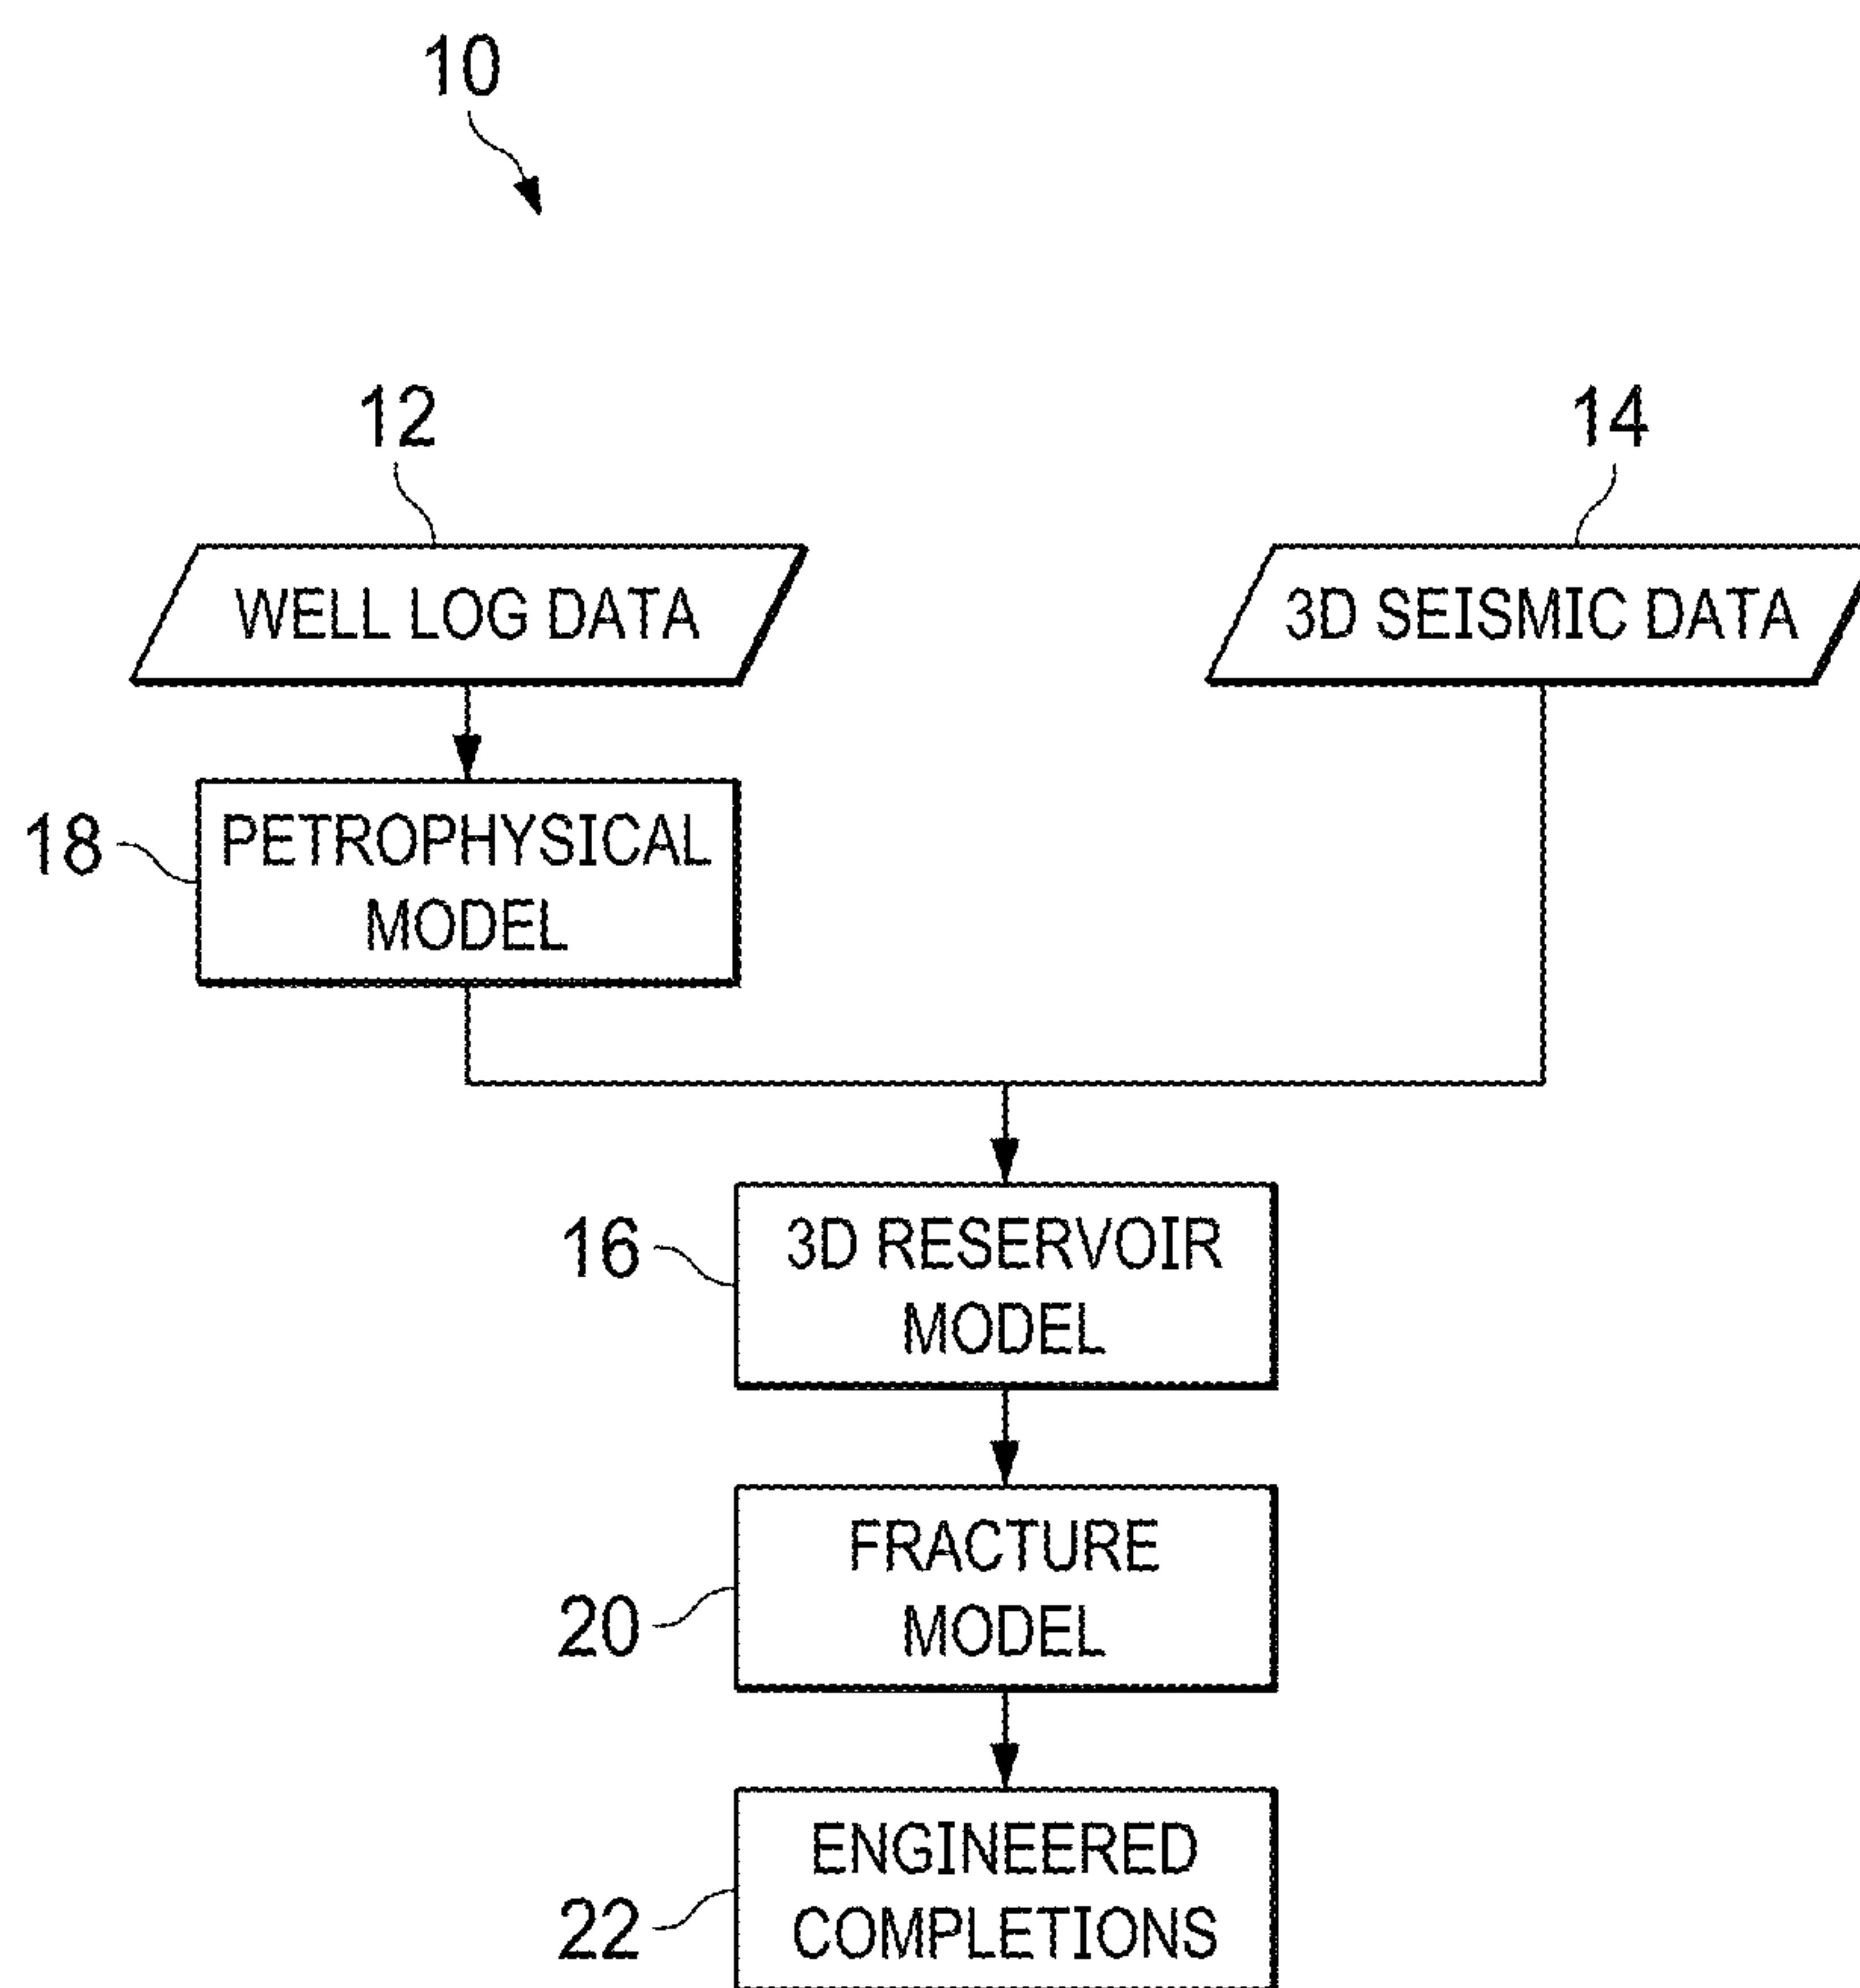 10
12
14
WELL LOG DATA
3D SEISMIC DATA
18
PETROPHYSICAL
MODEL
16
3D RESERVOIR
MODEL
FRACTURE
MODEL
20
ENGINEERED
COMPLETIONS
22